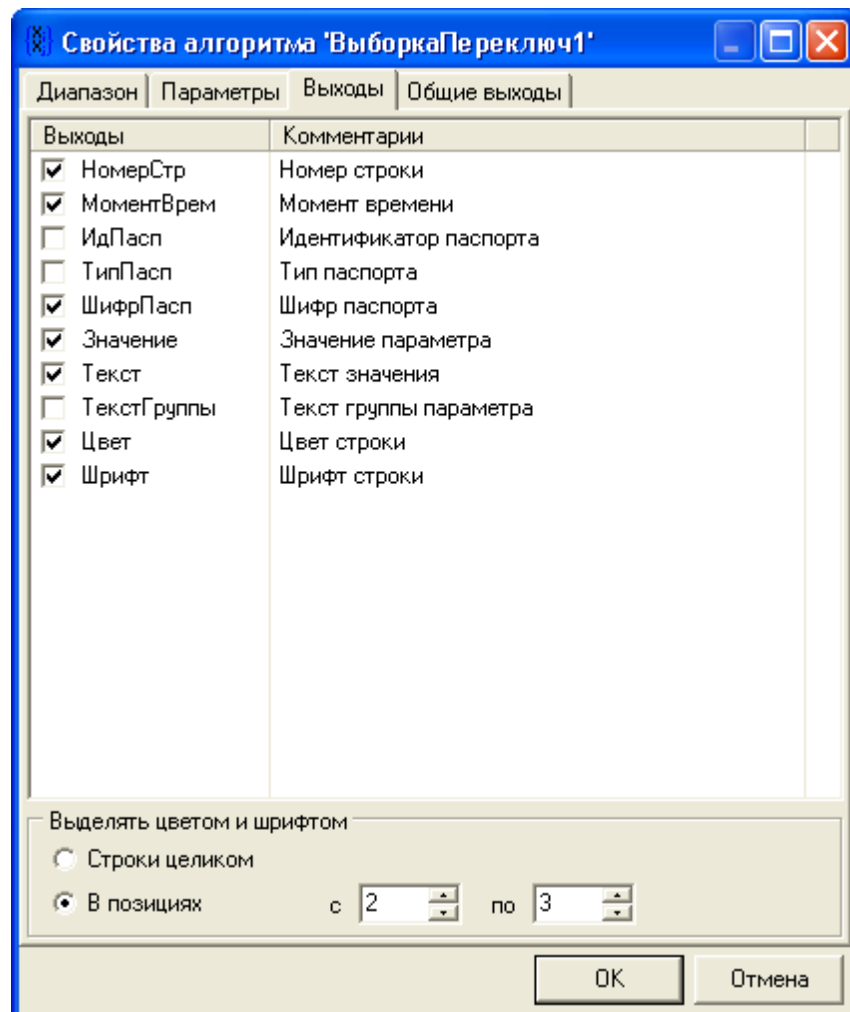 Свойства алгоритма 'ВыборкаПереключ1'
Диапазон Параметры Выходы Общие выходы
Выходы Комментарии
НомерСтр Номер строки
МоментВрем Момент времени
ИдПасп Идентификатор паспорта
ТипПасп Тип паспорта
ШифрПасп Шифр паспорта
Значение Значение параметра
Текст Текст значения
ТекстГруппы Текст группы параметра
Цвет Цвет строки
Шрифт Шрифт строки
Выделять цветом и шрифтом
Строки целиком
В позициях с 2 по 3
OK Отмена